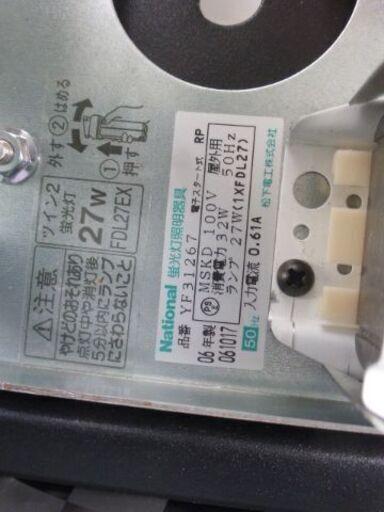 外す②はめる
①押す
ツイン2
蛍光灯
27W
FDL27EX
⚠注意
やけどのおそれあり
点灯中や消灯後
5分以内にランプ
にさわらないこと
National 蛍光灯照明器具
品番 YF31267 電子スタート式 RP
06年製 MSKD 100V 屋外用
消費電力 32W 50Hz
061017 ランプ 27W(1XFDL27)
50Hz 入力電流 0.61A
松下電工株式会社